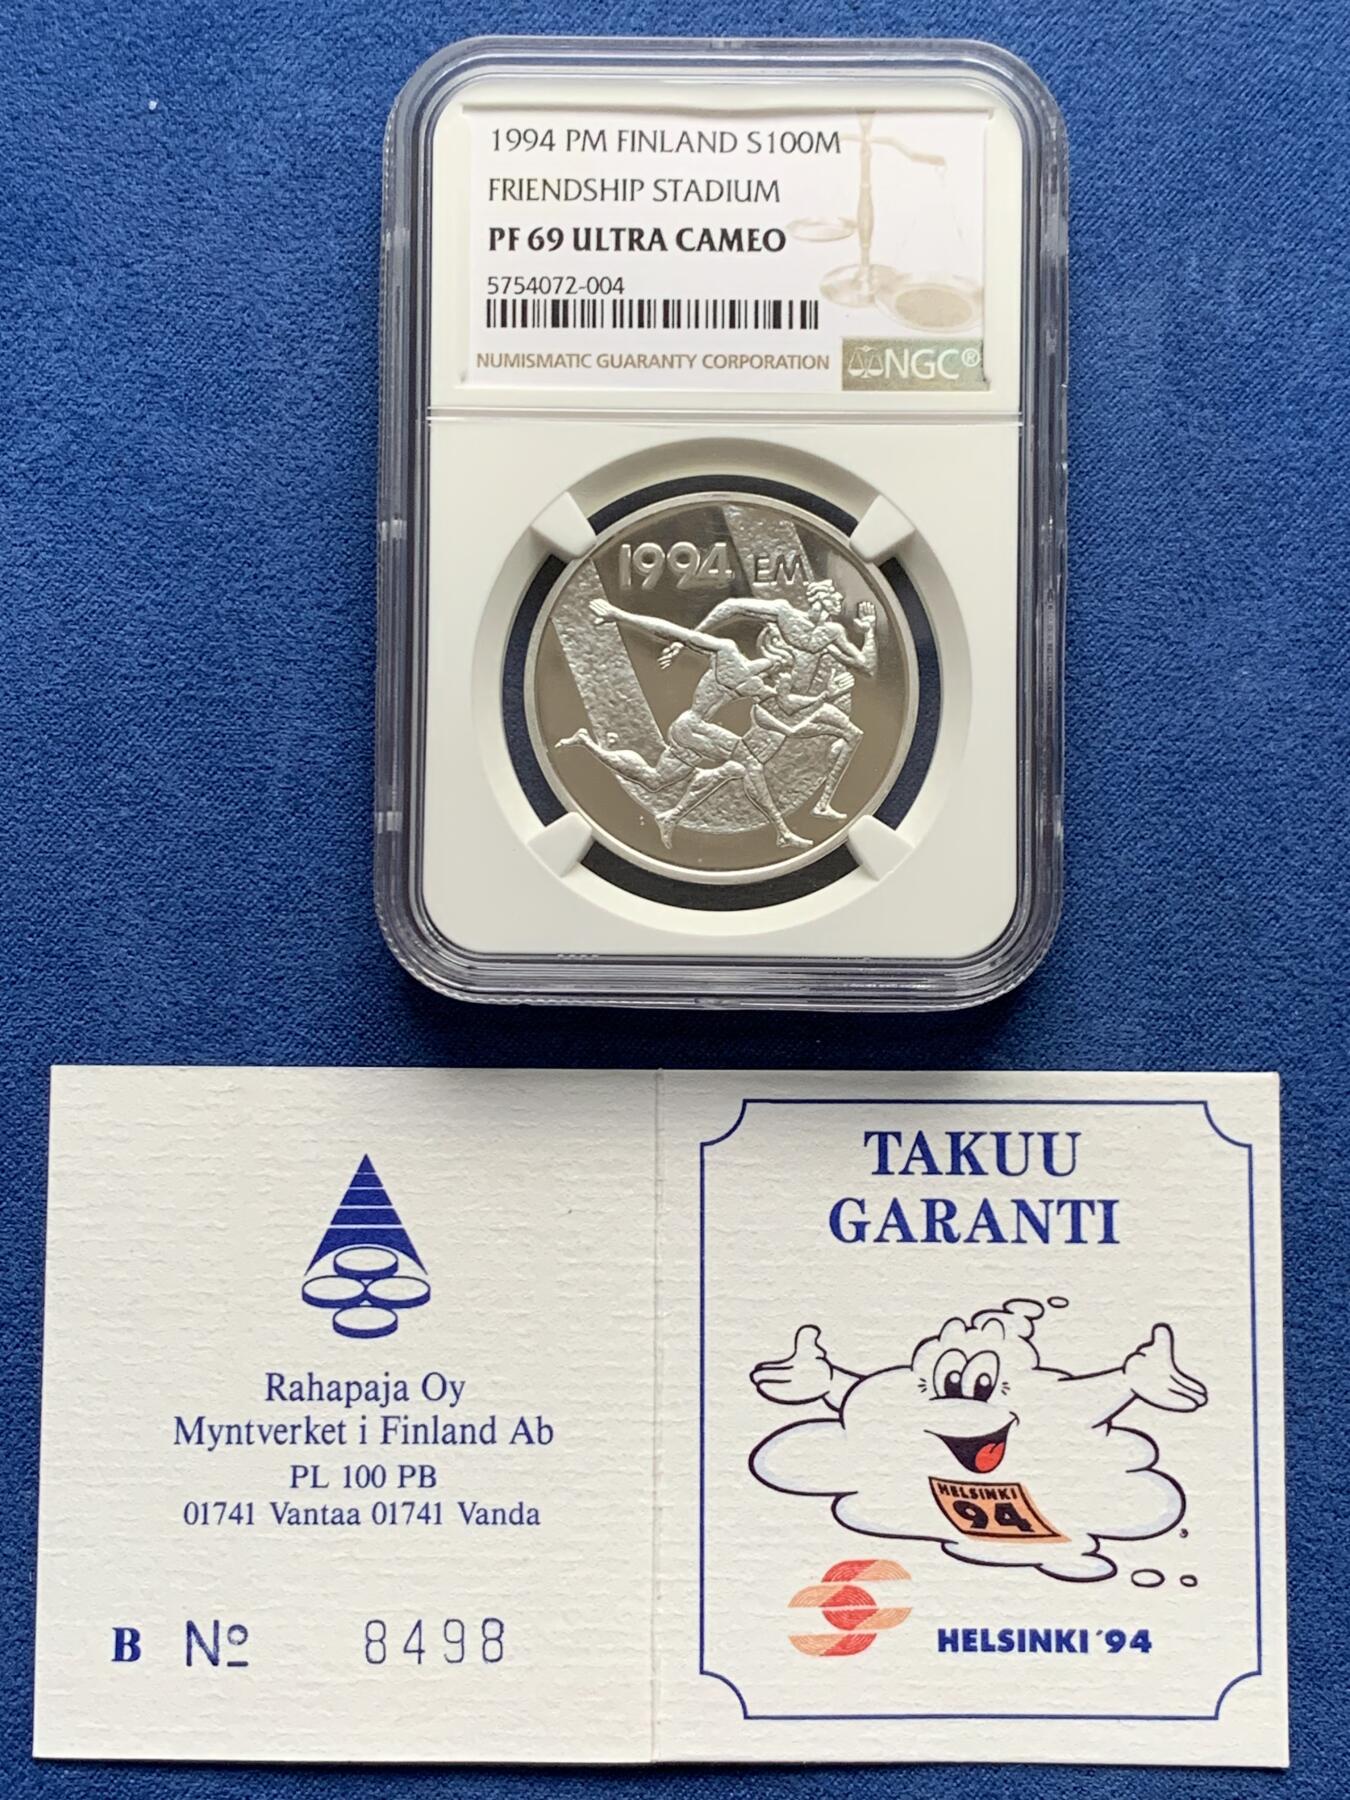 1994 PM FINLAND S100M
FRIENDSHIP STADIUM
PF 69 ULTRA CAMEO
5754072-004
NUMISMATIC GUARANTY CORPORATION
NGC®
1994 EM
TAKUU
GARANTI
HELSINKI
94
HELSINKI '94
Rahapaja Oy
Myntverket i Finland Ab
PL 100 PB
01741 Vantaa 01741 Vanda
B No 8498